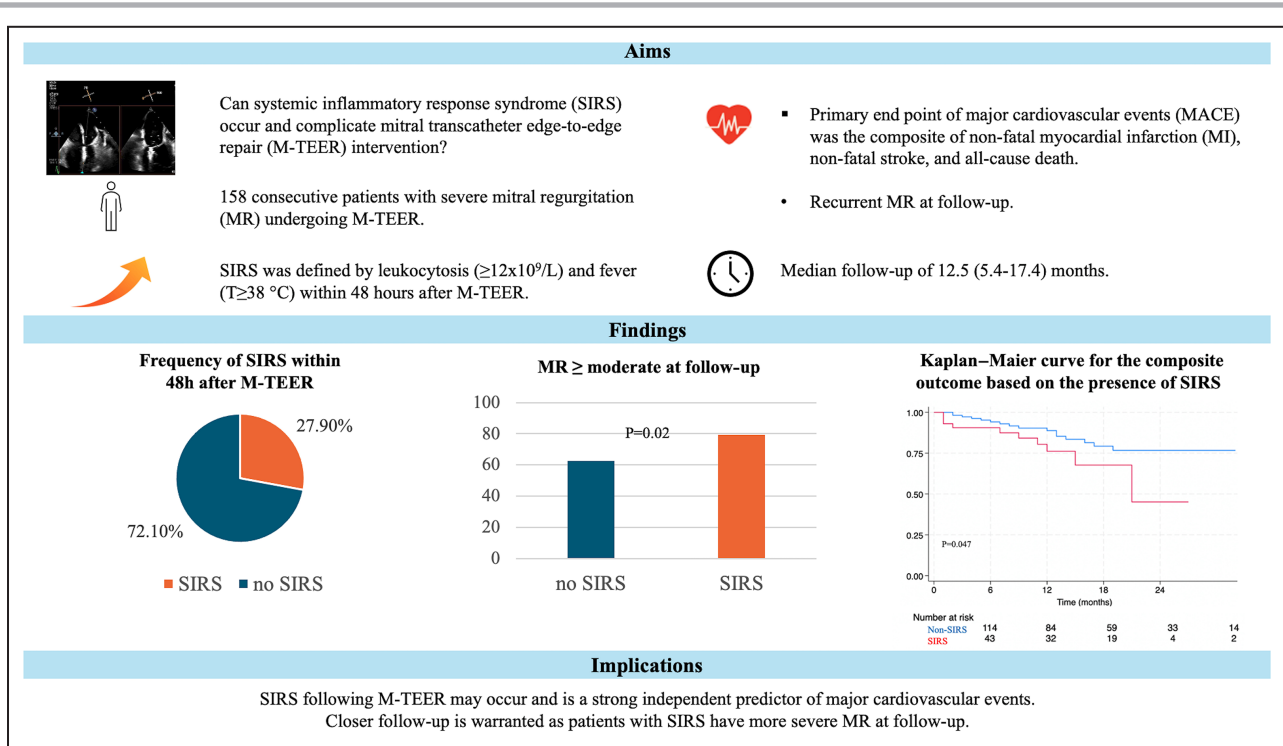 Aims
Can systemic inflammatory response syndrome (SIRS)
occur and complicate mitral transcatheter edge-to-edge
repair (M-TEER) intervention?
158 consecutive patients with severe mitral regurgitation
(MR) undergoing M-TEER.
SIRS was defined by leukocytosis (≥12x10⁹/L) and fever
(T≥38 °C) within 48 hours after M-TEER.
▪ Primary end point of major cardiovascular events (MACE)
was the composite of non-fatal myocardial infarction (MI),
non-fatal stroke, and all-cause death.
• Recurrent MR at follow-up.
Median follow-up of 12.5 (5.4-17.4) months.
Findings
Frequency of SIRS within
48h after M-TEER
27.90%
72.10%
SIRS no SIRS
MR ≥ moderate at follow-up
100
80
60
40
20
0
P=0.02
no SIRS SIRS
Kaplan–Maier curve for the composite
outcome based on the presence of SIRS
1.00
0.75
0.50
0.25
0.00
P=0.047
0 6 12 18 24
Time (months)
Number at risk
Non-SIRS 114 84 59 33 14
SIRS 43 32 19 4 2
Implications
SIRS following M-TEER may occur and is a strong independent predictor of major cardiovascular events.
Closer follow-up is warranted as patients with SIRS have more severe MR at follow-up.